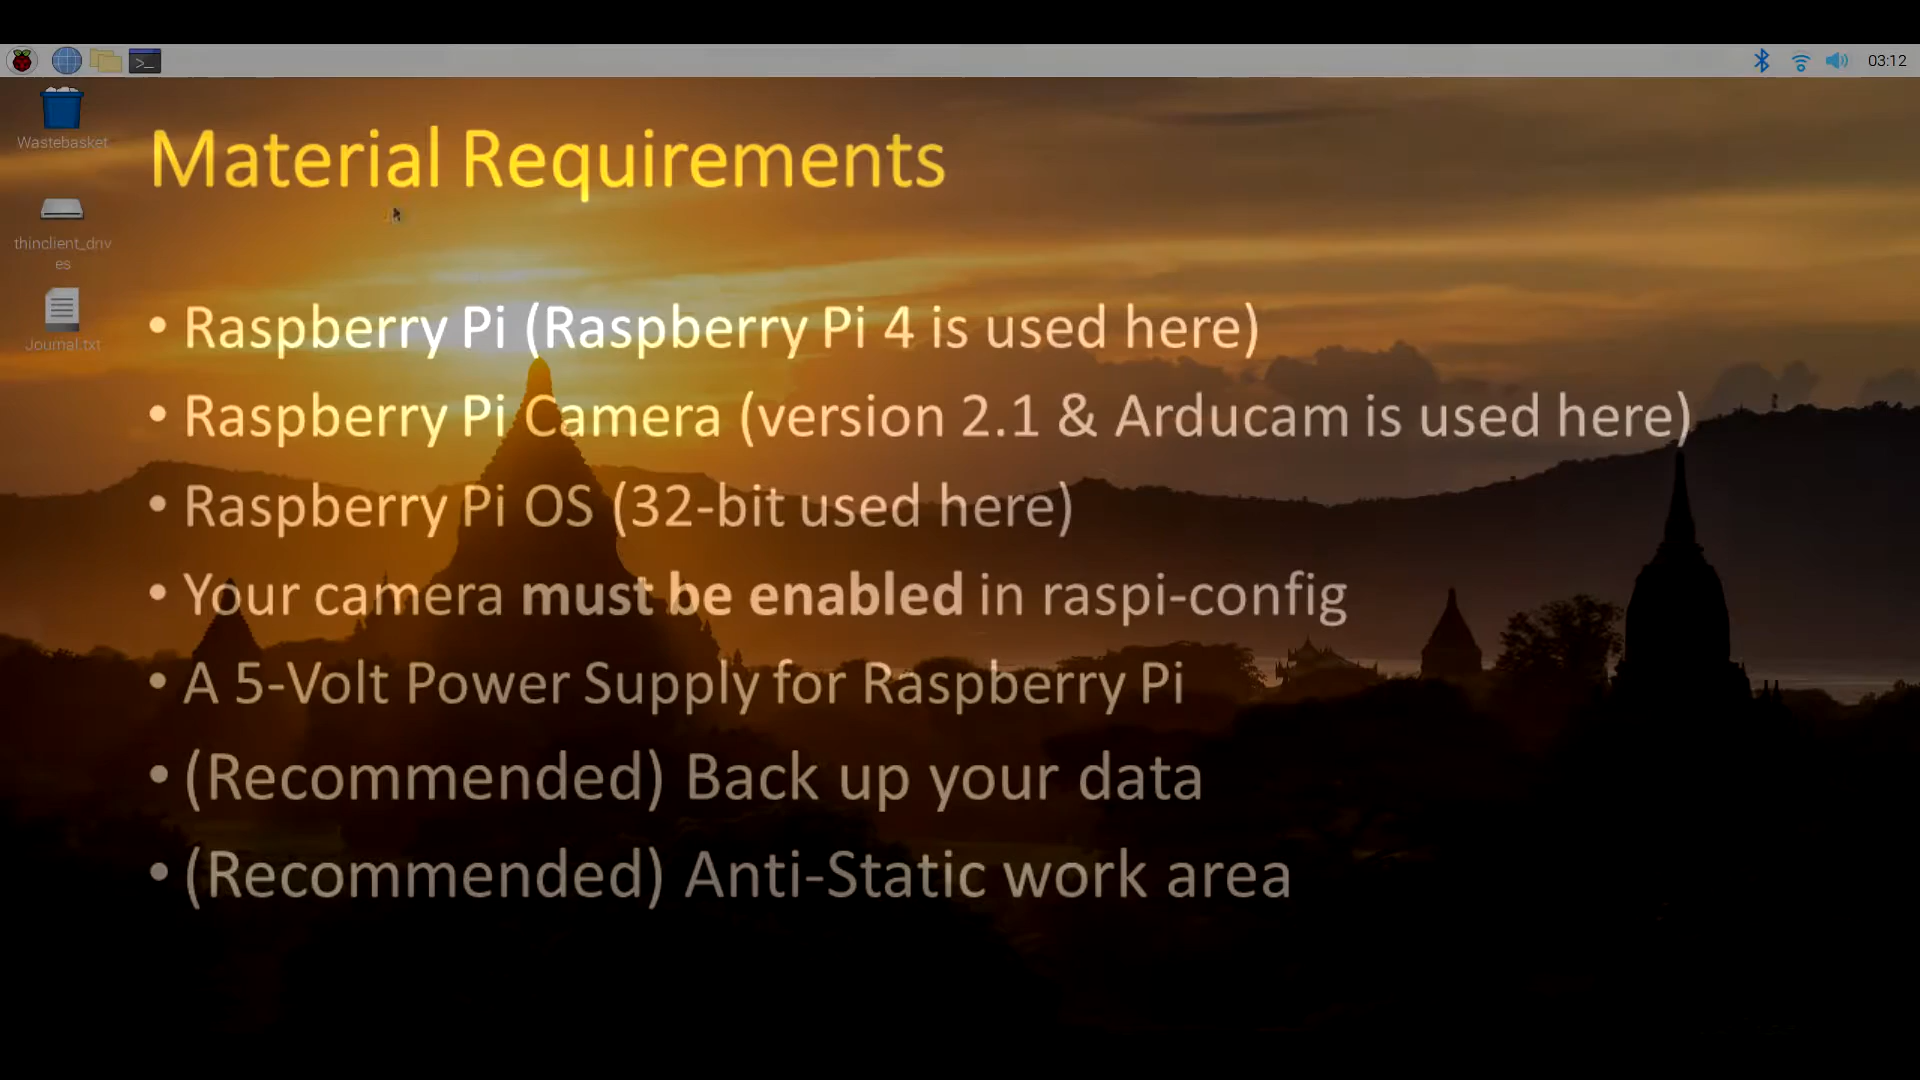 03:12
Wastebasket
Material Requirements
thinclient_driv
es
Journal.txt
• Raspberry Pi (Raspberry Pi 4 is used here)
• Raspberry Pi Camera (version 2.1 & Arducam is used here)
• Raspberry Pi OS (32-bit used here)
• Your camera must be enabled in raspi-config
• A 5-Volt Power Supply for Raspberry Pi
• (Recommended) Back up your data
• (Recommended) Anti-Static work area